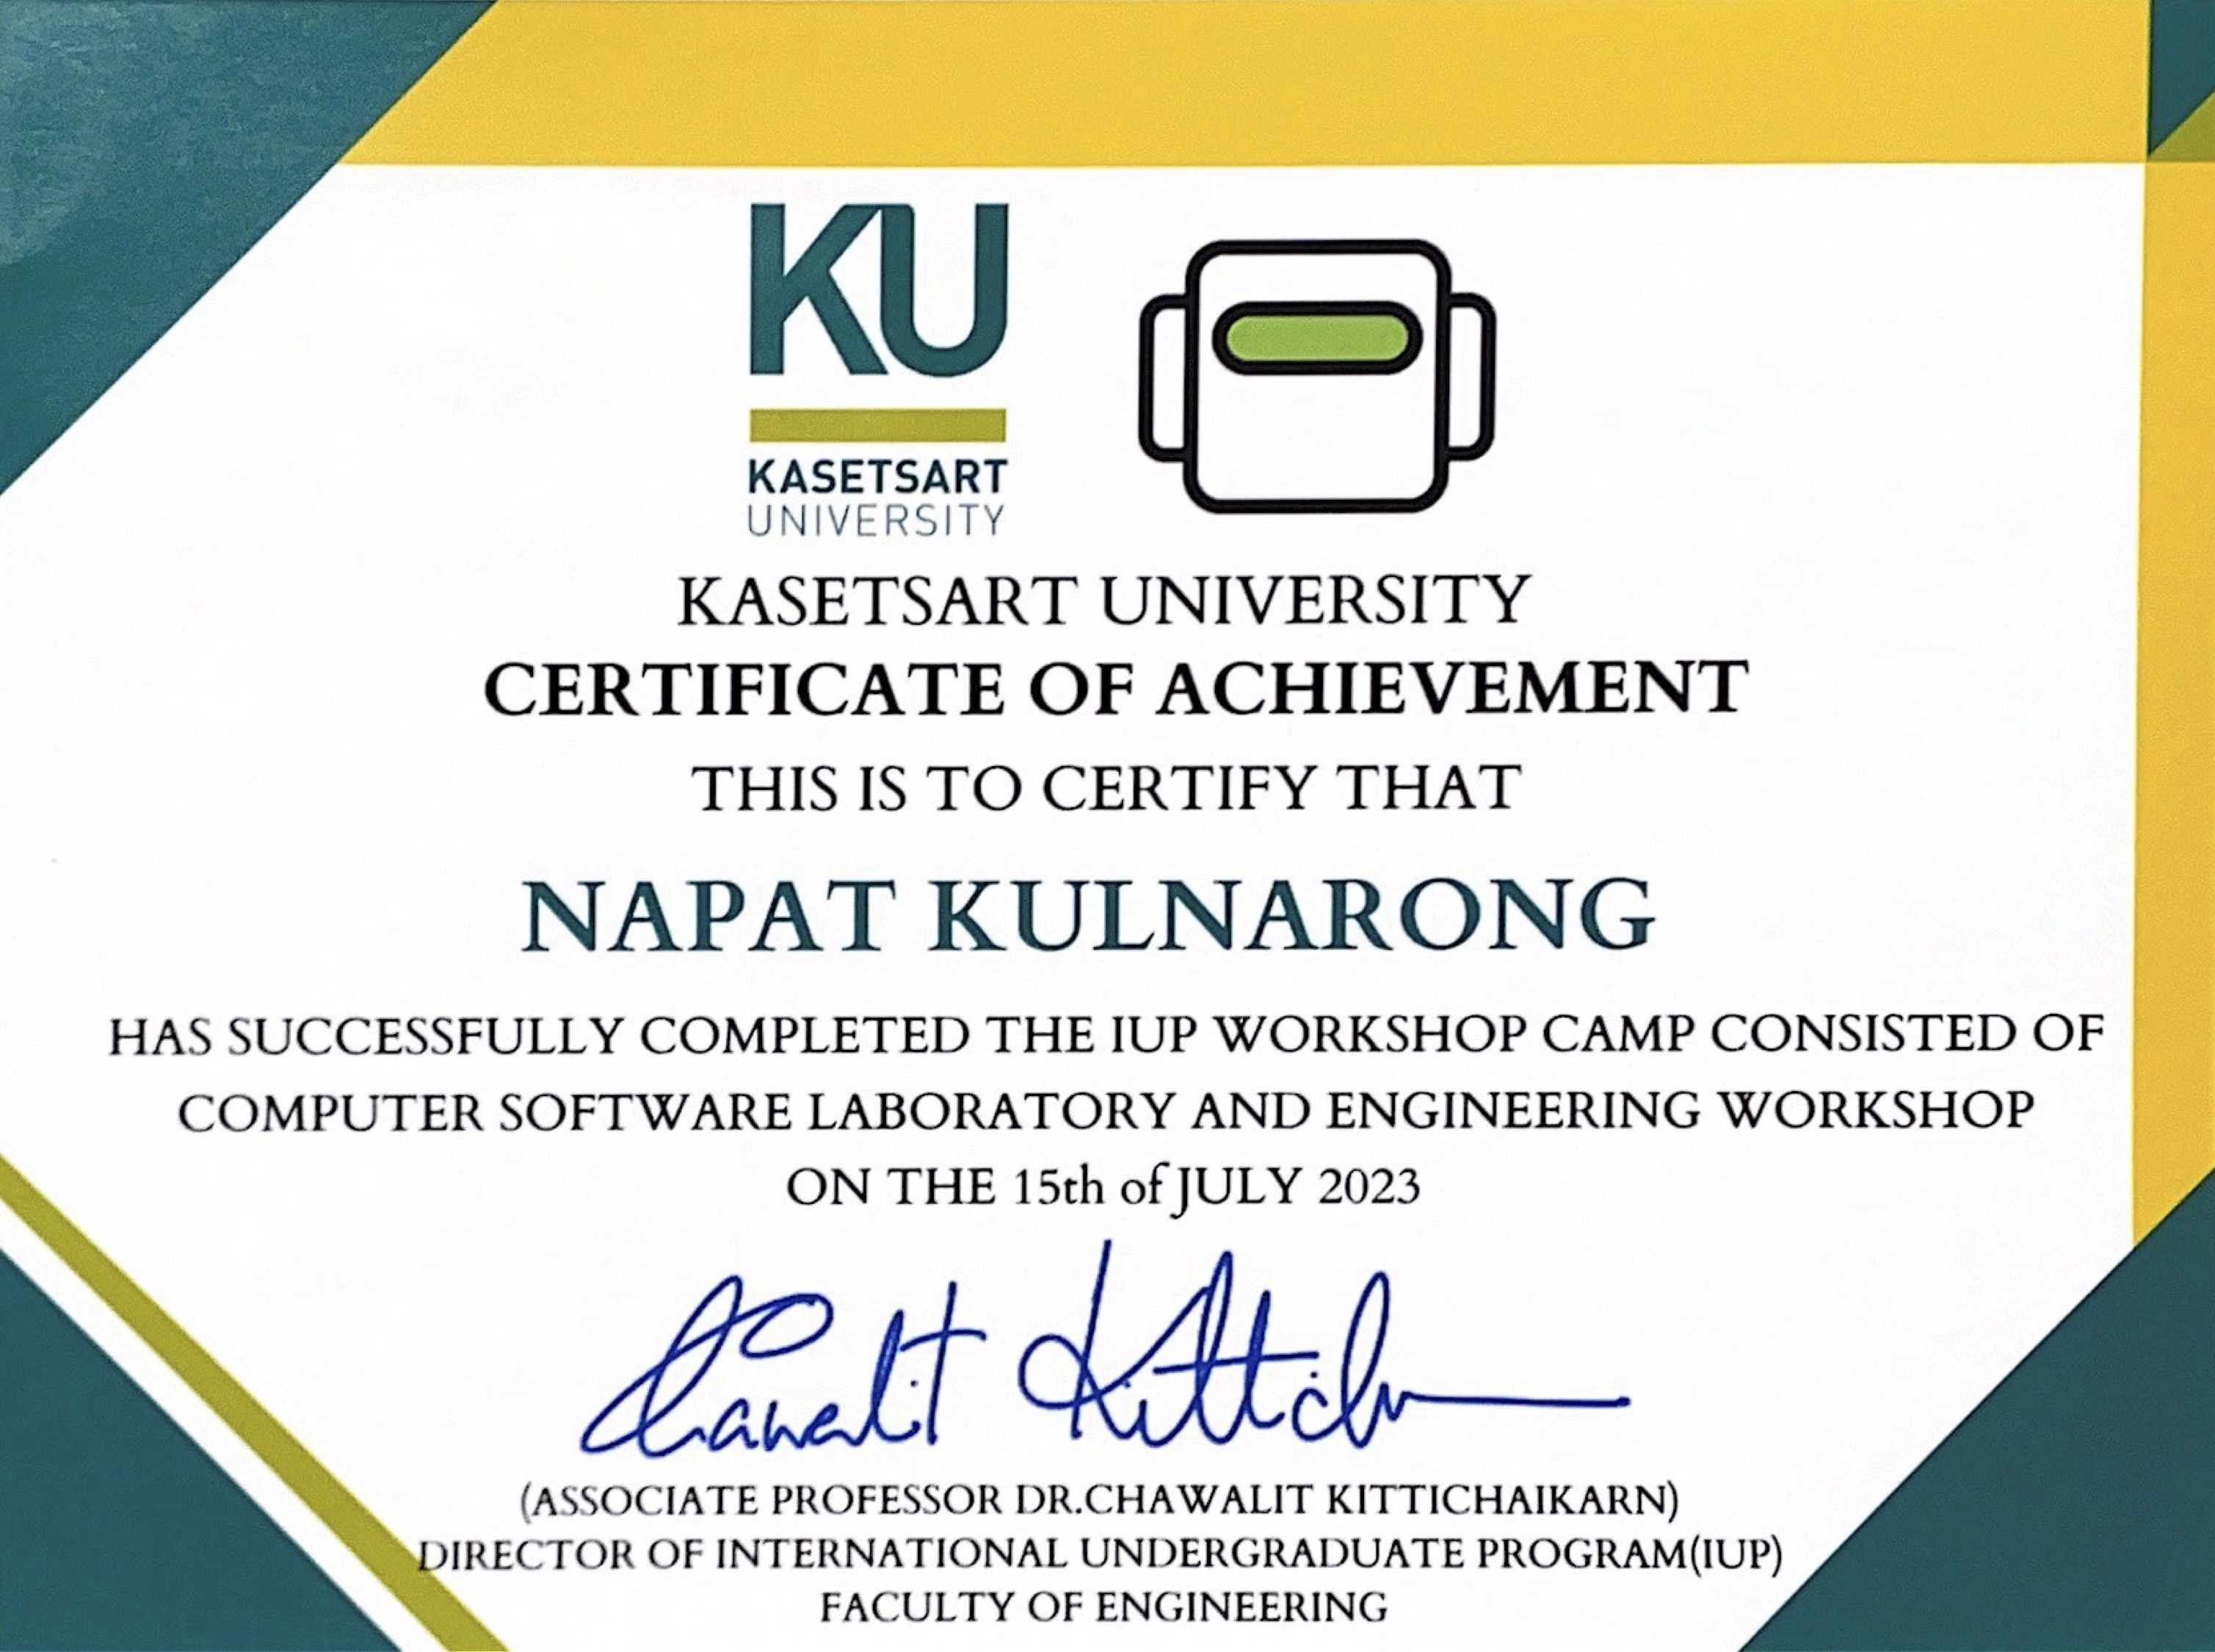 KU
KASETSART
UNIVERSITY
KASETSART UNIVERSITY
CERTIFICATE OF ACHIEVEMENT
THIS IS TO CERTIFY THAT
NAPAT KULNARONG
HAS SUCCESSFULLY COMPLETED THE IUP WORKSHOP CAMP CONSISTED OF
COMPUTER SOFTWARE LABORATORY AND ENGINEERING WORKSHOP
ON THE 15th of JULY 2023
Chawalit Kittich
(ASSOCIATE PROFESSOR DR.CHAWALIT KITTICHAIKARN)
DIRECTOR OF INTERNATIONAL UNDERGRADUATE PROGRAM(IUP)
FACULTY OF ENGINEERING